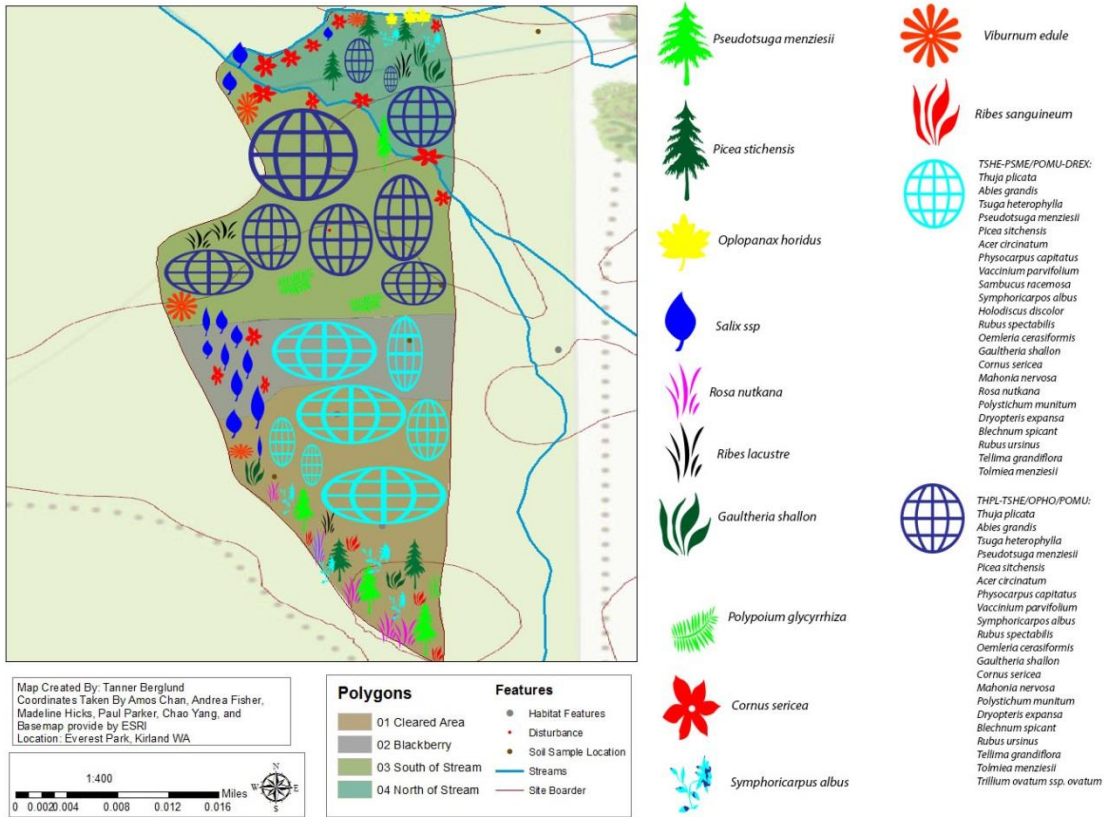 Pseudotsuga menziesii
Picea stichensis
Oplopanax horidus
Salix ssp
Rosa nutkana
Ribes lacustre
Gaultheria shallon
Polypoium glycyrrhiza
Cornus sericea
Symphoricarpus albus
Viburnum edule
Ribes sanguineum
TSHE-PSME/POMU-DREX:
Thuja plicata
Abies grandis
Tsuga heterophylla
Pseudotsuga menziesii
Picea sitchensis
Acer circinatum
Physocarpus capitatus
Vaccinium parvifolium
Sambucus racemosa
Symphoricarpos albus
Holodiscus discolor
Rubus spectabilis
Oemleria cerasiformis
Gaultheria shallon
Cornus sericea
Mahonia nervosa
Rosa nutkana
Polystichum munitum
Dryopteris expansa
Blechnum spicant
Rubus ursinus
Tellima grandiflora
Tolmiea menziesii
THPL-TSHE/OPHO/POMU:
Thuja plicata
Abies grandis
Tsuga heterophylla
Pseudotsuga menziesii
Picea sitchensis
Acer circinatum
Physocarpus capitatus
Vaccinium parvifolium
Symphoricarpos albus
Rubus spectabilis
Oemleria cerasiformis
Gaultheria shallon
Cornus sericea
Mahonia nervosa
Polystichum munitum
Dryopteris expansa
Blechnum spicant
Rubus ursinus
Tellima grandiflora
Tolmiea menziesii
Trillium ovatum ssp. ovatum
Map Created By: Tanner Berglund
Coordinates Taken By Amos Chan, Andrea Fisher,
Madeline Hicks, Paul Parker, Chao Yang, and
Basemap provide by ESRI
Location: Everest Park, Kirland WA
1:400
Miles
0 0.002 0.004 0.008 0.012 0.016
N
W E
S
Polygons
01 Cleared Area
02 Blackberry
03 South of Stream
04 North of Stream
Features
Habitat Features
Disturbance
Soil Sample Location
Streams
Site Boarder